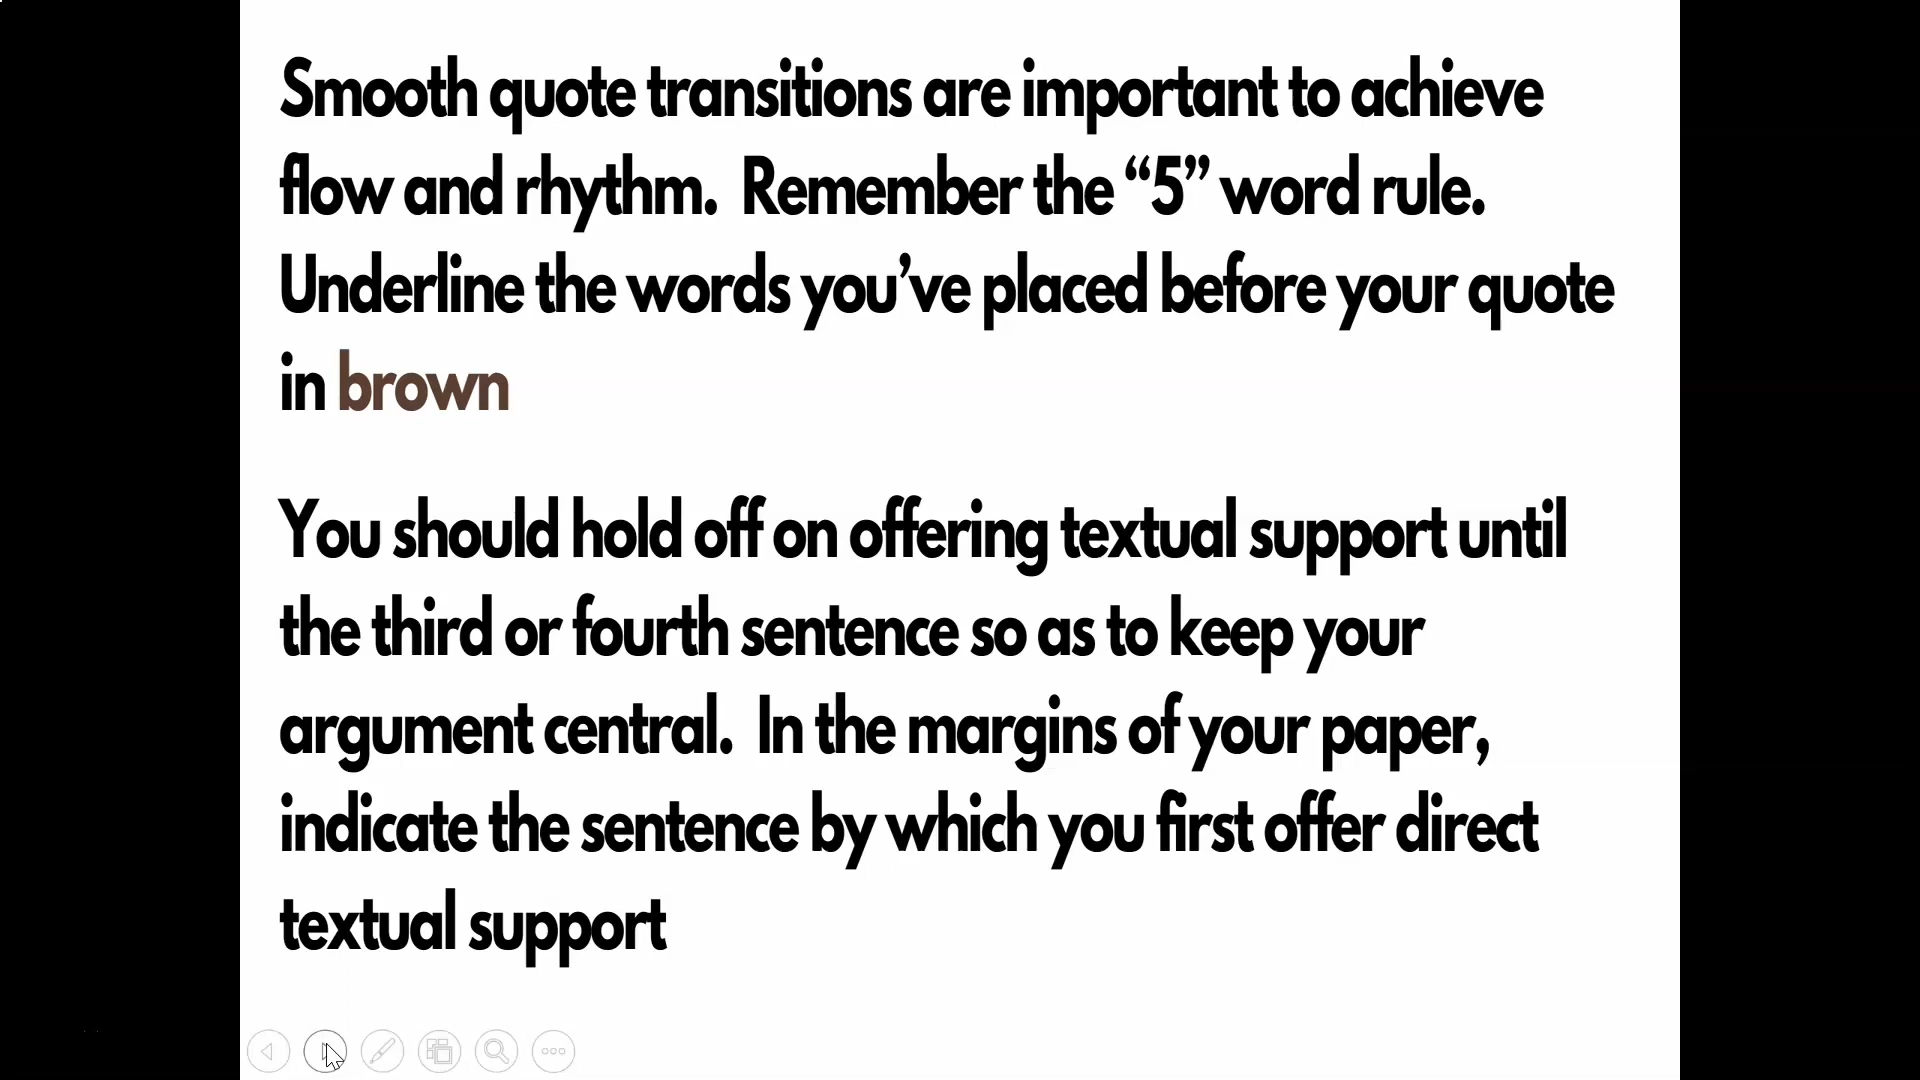 Smooth quote transitions are important to achieve
flow and rhythm.  Remember the “5” word rule.
Underline the words you’ve placed before your quote
in brown
You should hold off on offering textual support until
the third or fourth sentence so as to keep your
argument central.  In the margins of your paper,
indicate the sentence by which you first offer direct
textual support